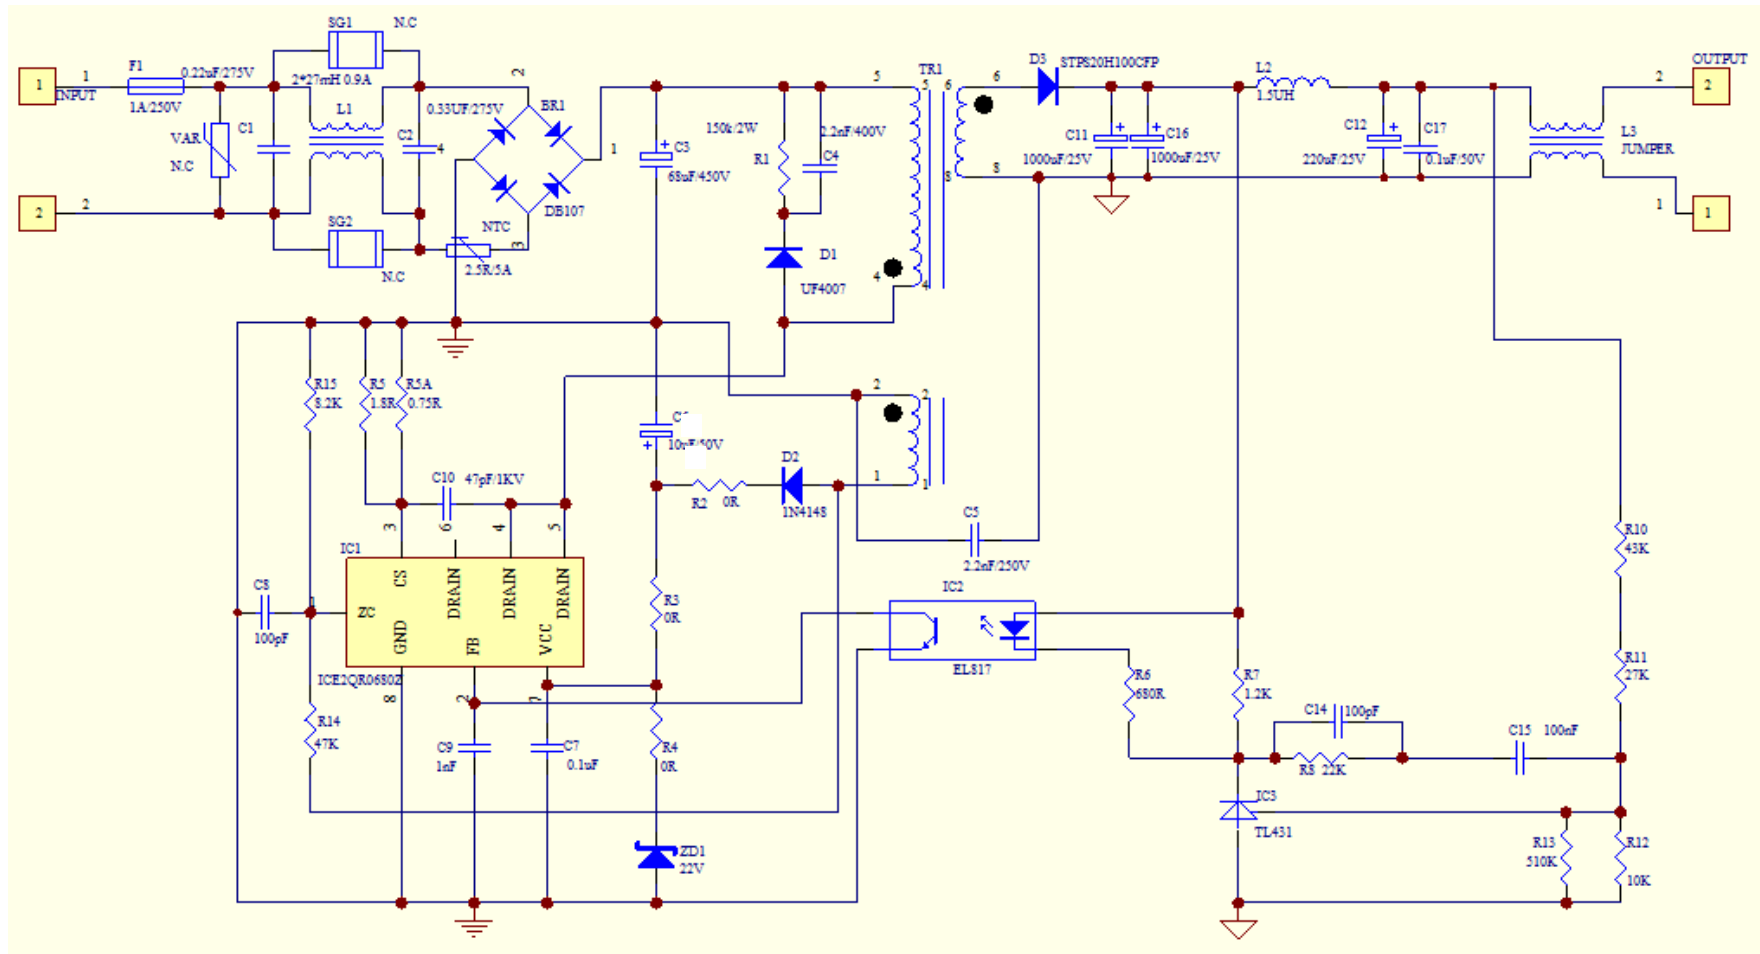 SG1 N.C
F1 0.22uF/275V
2*27mH 0.9A
1 1 INPUT
1A/250V
VAR C1 L1 C2 4
N.C
0.33UF/275V
2 BR1
1
DB107
2 2
SG2 NTC
3
N.C 2.5R/5A
C3
68uF/450V
150k/2W
R1
2.2nF/400V
C4
D1
UF4007
TR1
5 5 6 6
4 4 8 8
D3 STPS20H100CFP
C11
1000uF/25V
C16
1000uF/25V
L2
1.5UH
C12
220uF/25V
C17
0.1uF/50V
OUTPUT
2 2
L3
JUMPER
1 1
R15
8.2K
R5
1.8R
R5A
0.75R
C10 47pF/1KV
3 6 4 5
IC1
CS DRAIN DRAIN DRAIN
ZC GND FB VCC
ICE2QR0680Z
1
8 2 7
C8
100pF
R14
47K
C9
1nF
C7
0.1uF
R2 0R
D2
1N4148
2 2
1 1
C5
2.2nF/250V
R3
0R
R4
0R
ZD1
22V
IC2
EL817
R6
680R
R7
1.2K
C14 100pF
R8 22K
C15 100nF
IC3
TL431
R10
43K
R11
27K
R13
510K
R12
10K